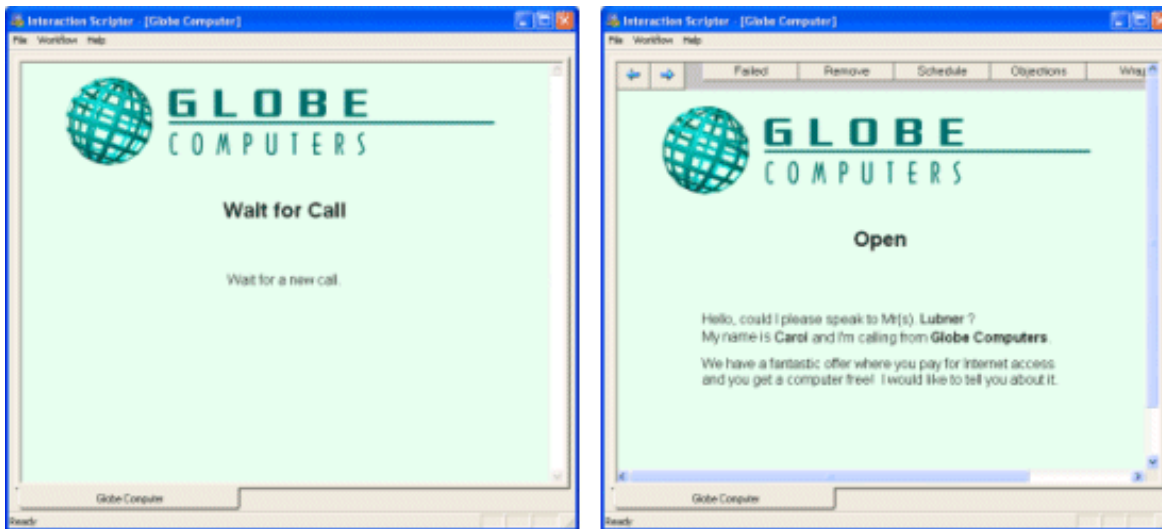 Interaction Scripter - [Globe Computer]
File Workflow Help
GLOBE
COMPUTERS
Wait for Call
Wait for a new call.
Globe Computer
Ready
Interaction Scripter - [Globe Computer]
File Workflow Help
Failed Remove Schedule Objections Wrap
GLOBE
COMPUTERS
Open
Hello, could I please speak to Mr(s). Lubner ?
My name is Carol and I'm calling from Globe Computers.
We have a fantastic offer where you pay for Internet access
and you get a computer free! I would like to tell you about it.
Globe Computer
Ready